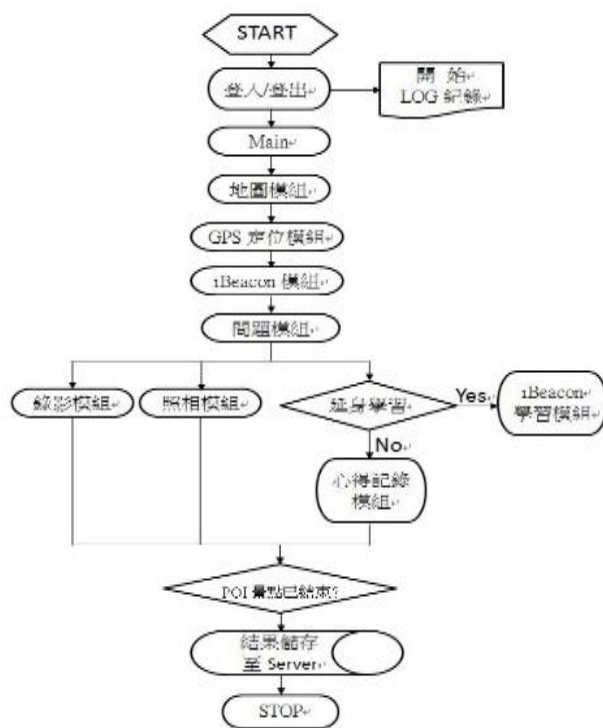 START
登入/登出
開 始
LOG 紀錄
Main
地圖模組
GPS 定位模組
iBeacon 模組
問題模組
錄影模組
照相模組
延身學習
Yes
iBeacon
學習模組
No
心得記錄
模組
POI 景點已結束?
結果儲存
至 Server
STOP